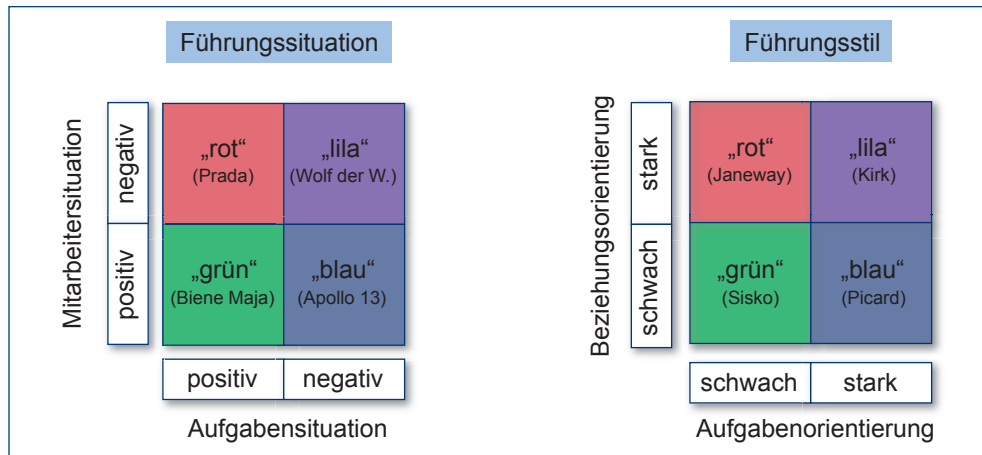 Führungssituation
Mitarbeitersituation
negativ
positiv
„rot“
(Prada)
„lila“
(Wolf der W.)
„grün“
(Biene Maja)
„blau“
(Apollo 13)
positiv
negativ
Aufgabensituation
Führungsstil
Beziehungsorientierung
stark
schwach
„rot“
(Janeway)
„lila“
(Kirk)
„grün“
(Sisko)
„blau“
(Picard)
schwach
stark
Aufgabenorientierung